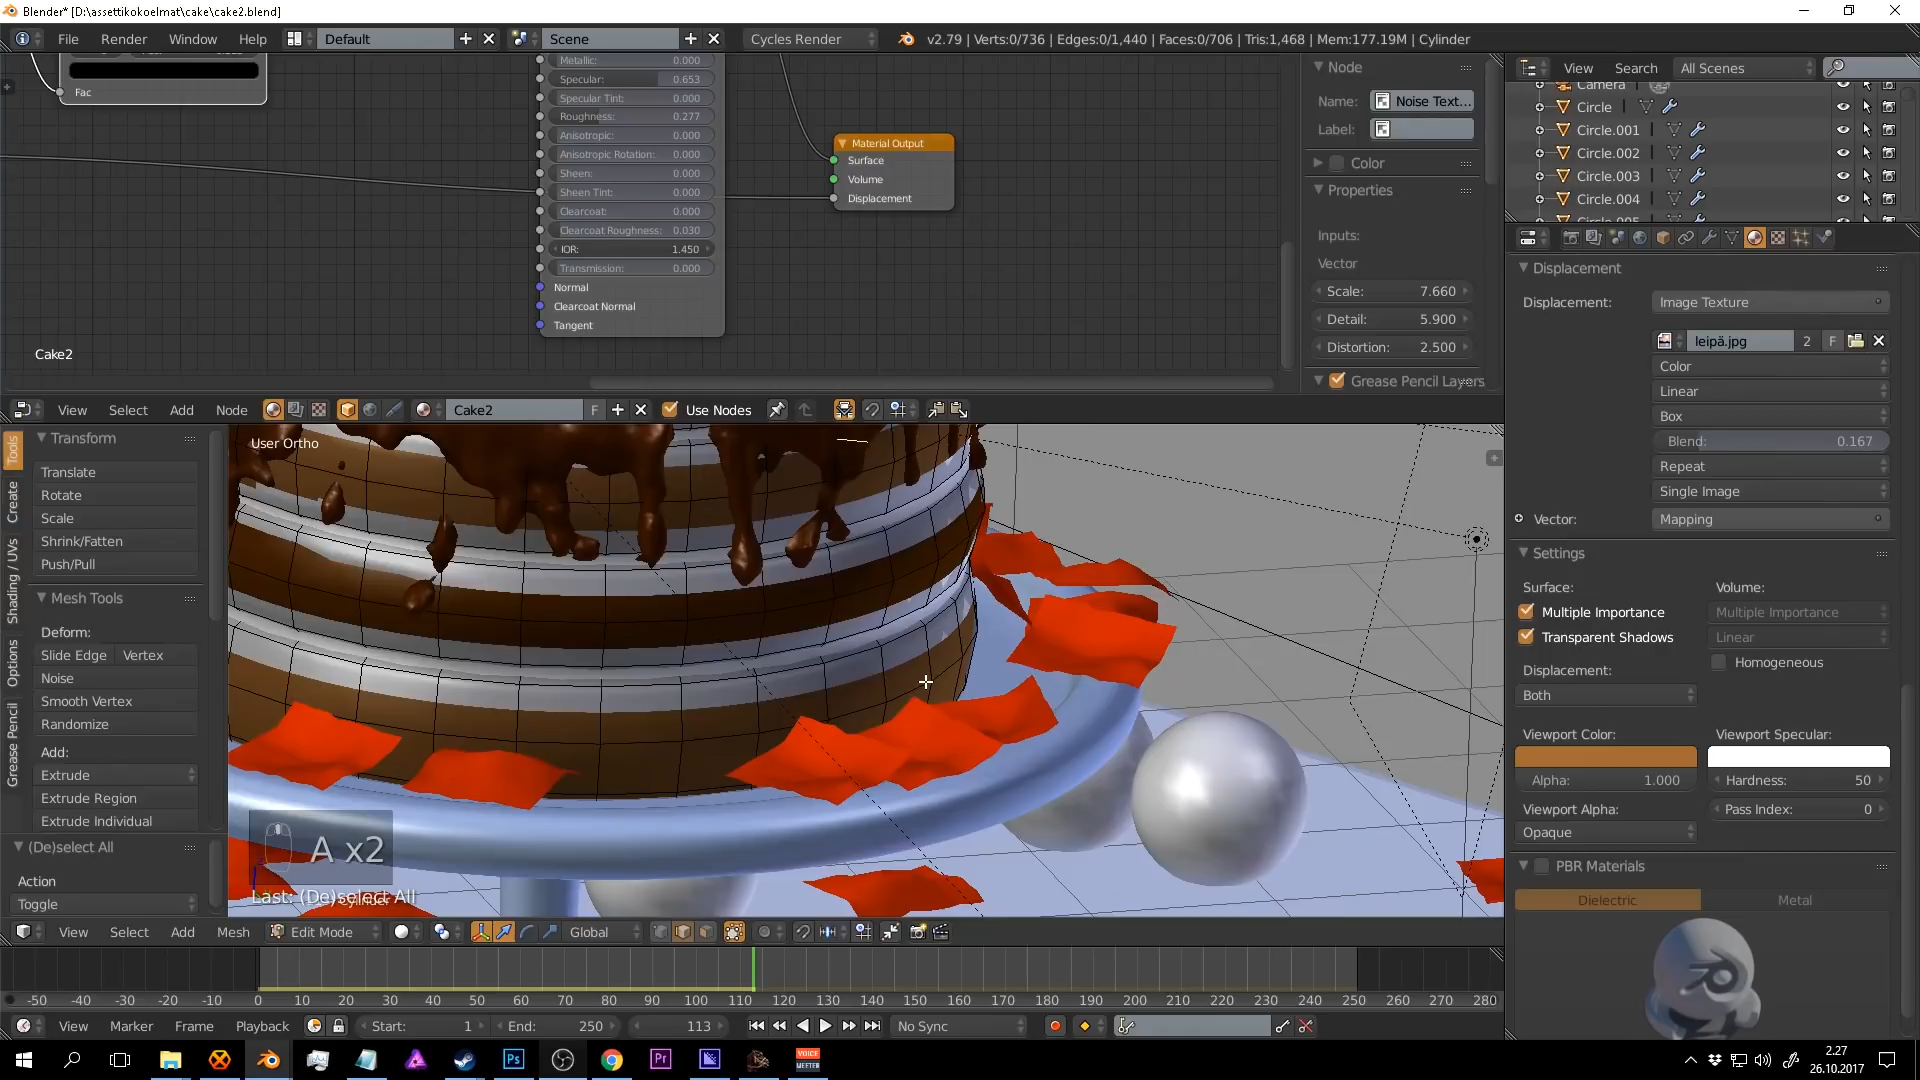 Blender* [D:\assettikokoelmat\cake\cake2.blend]
File Render Window Help Default Scene Cycles Render v2.79 | Verts:0/736 | Edges:0/1,440 | Faces:0/706 | Tris:1,468 | Mem:177.19M | Cylinder
Fac
Metallic: 0.000
Specular: 0.653
Specular Tint: 0.000
Roughness: 0.277
Anisotropic: 0.000
Anisotropic Rotation: 0.000
Sheen: 0.000
Sheen Tint: 0.000
Clearcoat: 0.000
Clearcoat Roughness: 0.030
IOR: 1.450
Transmission: 0.000
Normal
Clearcoat Normal
Tangent
Material Output
Surface
Volume
Displacement
Cake2
Node
Name: Noise Text...
Label:
Color
Properties
Inputs:
Vector
Scale: 7.660
Detail: 5.900
Distortion: 2.500
Grease Pencil Layers
View Search All Scenes
Camera
Circle
Circle.001
Circle.002
Circle.003
Circle.004
Circle.005
View Select Add Node Cake2 F Use Nodes
Displacement
Displacement: Image Texture
leipä.jpg 2 F
Color
Linear
Box
Blend: 0.167
Repeat
Single Image
Vector: Mapping
Settings
Surface: Volume:
Multiple Importance Multiple Importance
Transparent Shadows Linear
Homogeneous
Displacement:
Both
Viewport Color: Viewport Specular:
Alpha: 1.000 Hardness: 50
Viewport Alpha: Pass Index: 0
Opaque
PBR Materials
Dielectric Metal
Tools
Create
Shading / UVs
Options
Grease Pencil
Transform
Translate
Rotate
Scale
Shrink/Fatten
Push/Pull
Mesh Tools
Deform:
Slide Edge Vertex
Noise
Smooth Vertex
Randomize
Add:
Extrude
Extrude Region
Extrude Individual
(De)select All
Action
Toggle
User Ortho
A x2
Last: (De)select All
Cylinder
View Select Add Mesh Edit Mode Global
-50 -40 -30 -20 -10 0 10 20 30 40 50 60 70 80 90 100 110 120 130 140 150 160 170 180 190 200 210 220 230 240 250 260 270 280
View Marker Frame Playback Start: 1 End: 250 113 No Sync
Ps
Pr
VOICE
MEETER
2.27
26.10.2017